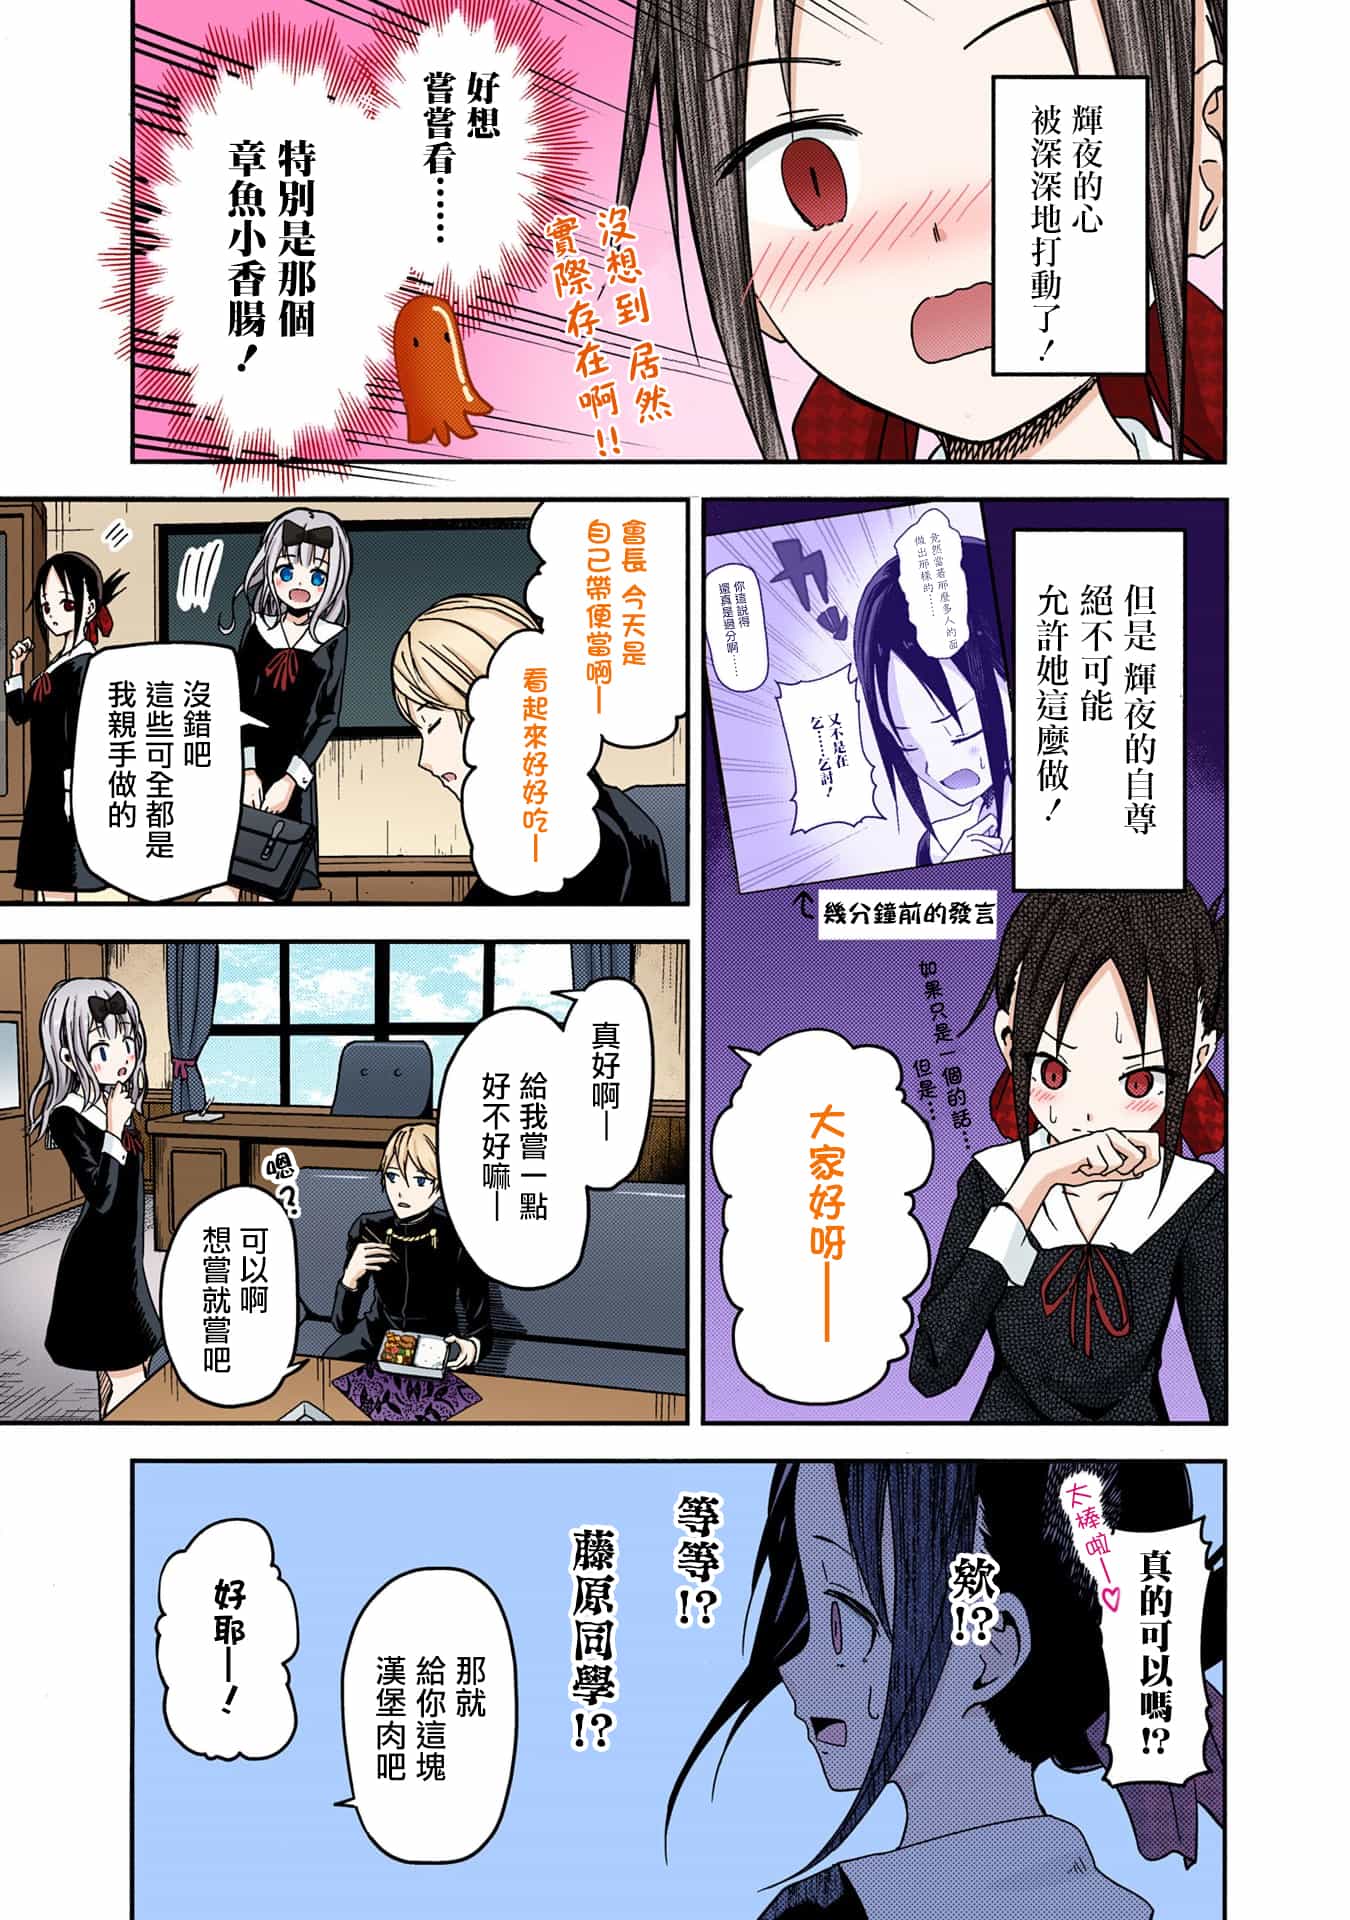 輝夜的心
被深深地打動了！
好想
嘗嘗看……
特別是那個
章魚小香腸！
沒想到 居然
實際存在啊!!
但是 輝夜的自尊
絕不可能
允許她這麼做！
竟然當著那麼多人的面
做出那樣的……
你這說得
還真是過分啊……
又不是在
乞……乞討！
幾分鐘前的發言
如果只是一個的話…
但是…
大家好呀──
會長 今天是
自己帶便當啊─
看起來好好吃─
沒錯吧
這些可全都是
我親手做的
真好啊─
給我嘗一點
好不好嘛─
嗯？
可以啊
想嘗就嘗吧
真的可以嗎!?
太棒啦─♡
欸!?
等等!?
藤原同學!?
那就
給你這塊
漢堡肉吧
好耶─！